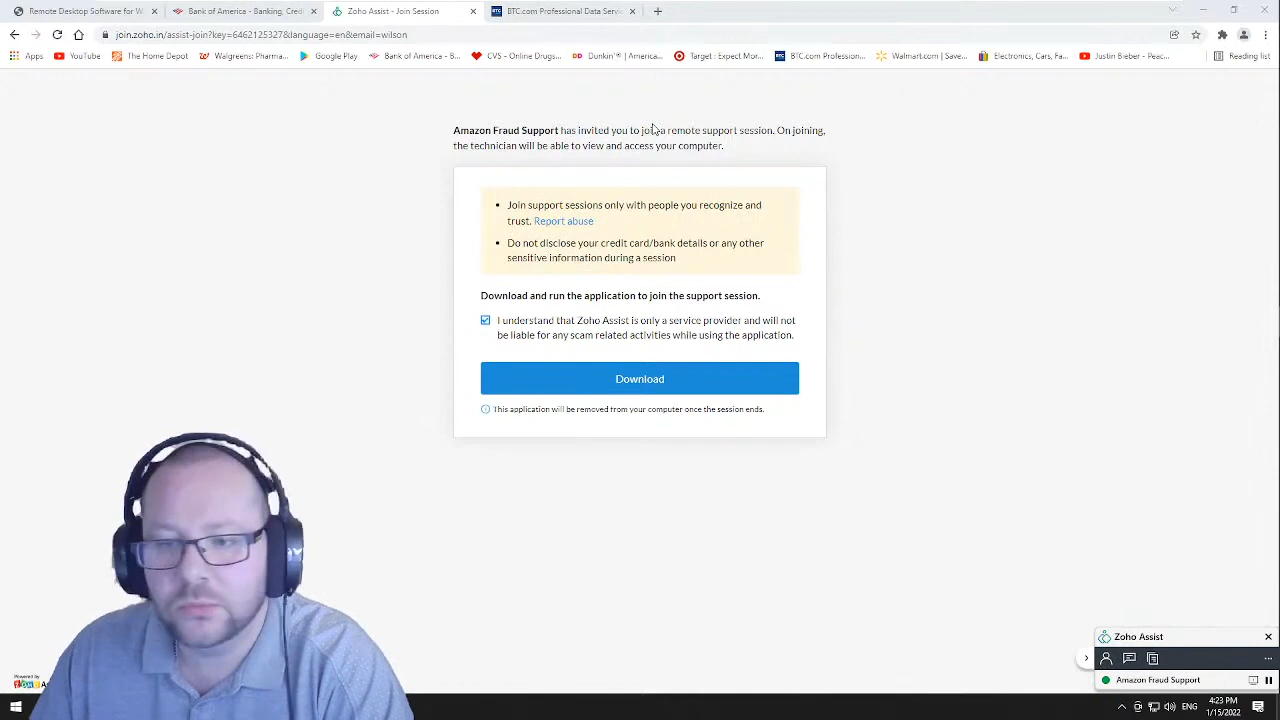 Remote Desktop Software for W
Bank of America - Banking, Credi
Zoho Assist - Join Session
BTC.com Professional Data Servic
join.zoho.in/assist-join?key=6462125327&language=en&email=wilson
Apps
YouTube
The Home Depot
Walgreens: Pharma...
Google Play
Bank of America - B...
CVS - Online Drugs...
DD
Dunkin'® | America...
Target : Expect Mor...
BTC.com Profession...
Walmart.com | Save...
Electronics, Cars, Fa...
Justin Bieber - Peac...
Reading list
Amazon Fraud Support has invited you to join a remote support session. On joining,
the technician will be able to view and access your computer.
Join support sessions only with people you recognize and
trust. Report abuse
Do not disclose your credit card/bank details or any other
sensitive information during a session
Download and run the application to join the support session.
I understand that Zoho Assist is only a service provider and will not
be liable for any scam related activities while using the application.
Download
This application will be removed from your computer once the session ends.
Zoho Assist
Amazon Fraud Support
Powered by
ENG
4:23 PM
1/15/2022